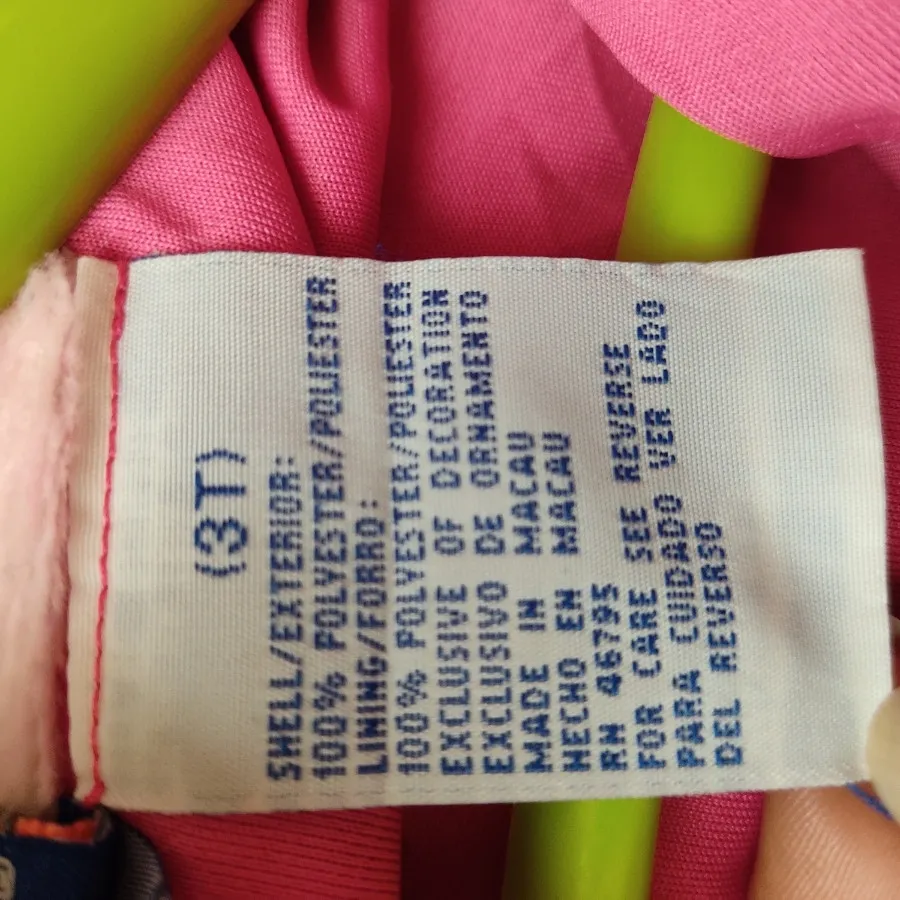 (3T)
SHELL/EXTERIOR:
100% POLYESTER/POLIESTER
LINING/FORRO:
100% POLYESTER/POLIESTER
EXCLUSIVE OF DECORATION
EXCLUSIVO DE ORNAMENTO
MADE IN MACAU
HECHO EN MACAU
RN 46795
FOR CARE SEE REVERSE
PARA CUIDADO VER LADO
DEL REVERSO